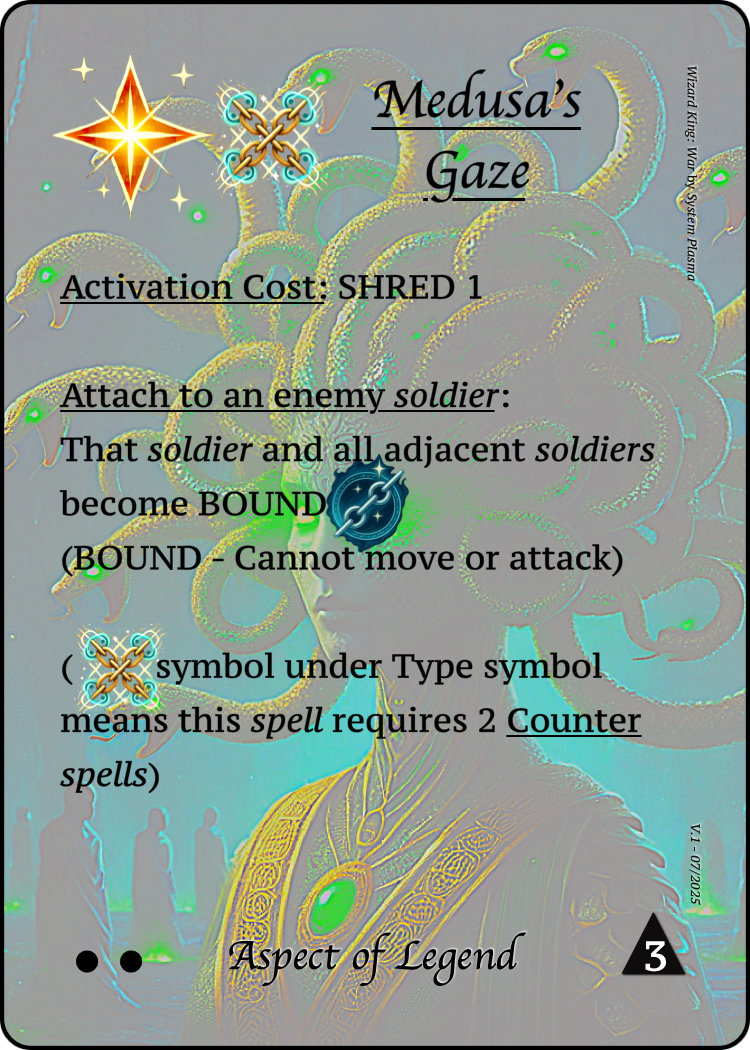 Medusa's
Gaze
Wizard King: War by System Plasma
Activation Cost: SHRED 1
Attach to an enemy soldier:
That soldier and all adjacent soldiers
become BOUND
(BOUND - Cannot move or attack)
( symbol under Type symbol
means this spell requires 2 Counter
spells)
V.1 - 07/2025
Aspect of Legend
3